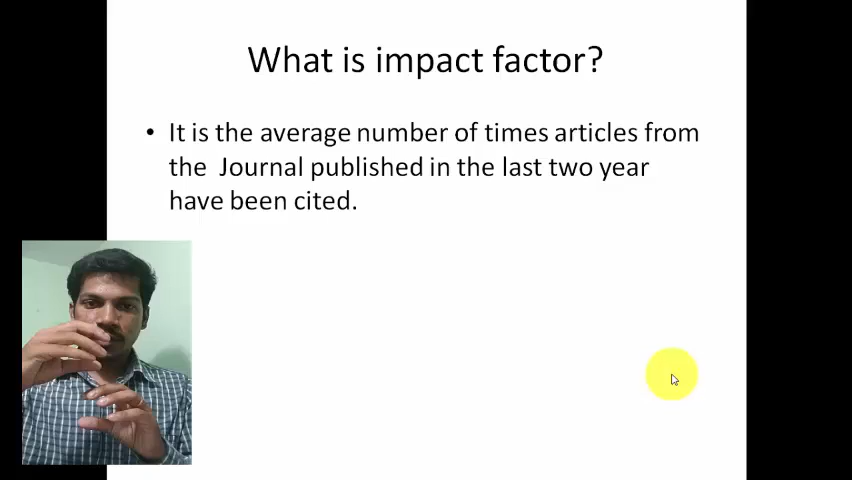 What is impact factor?
• It is the average number of times articles from
the Journal published in the last two year
have been cited.